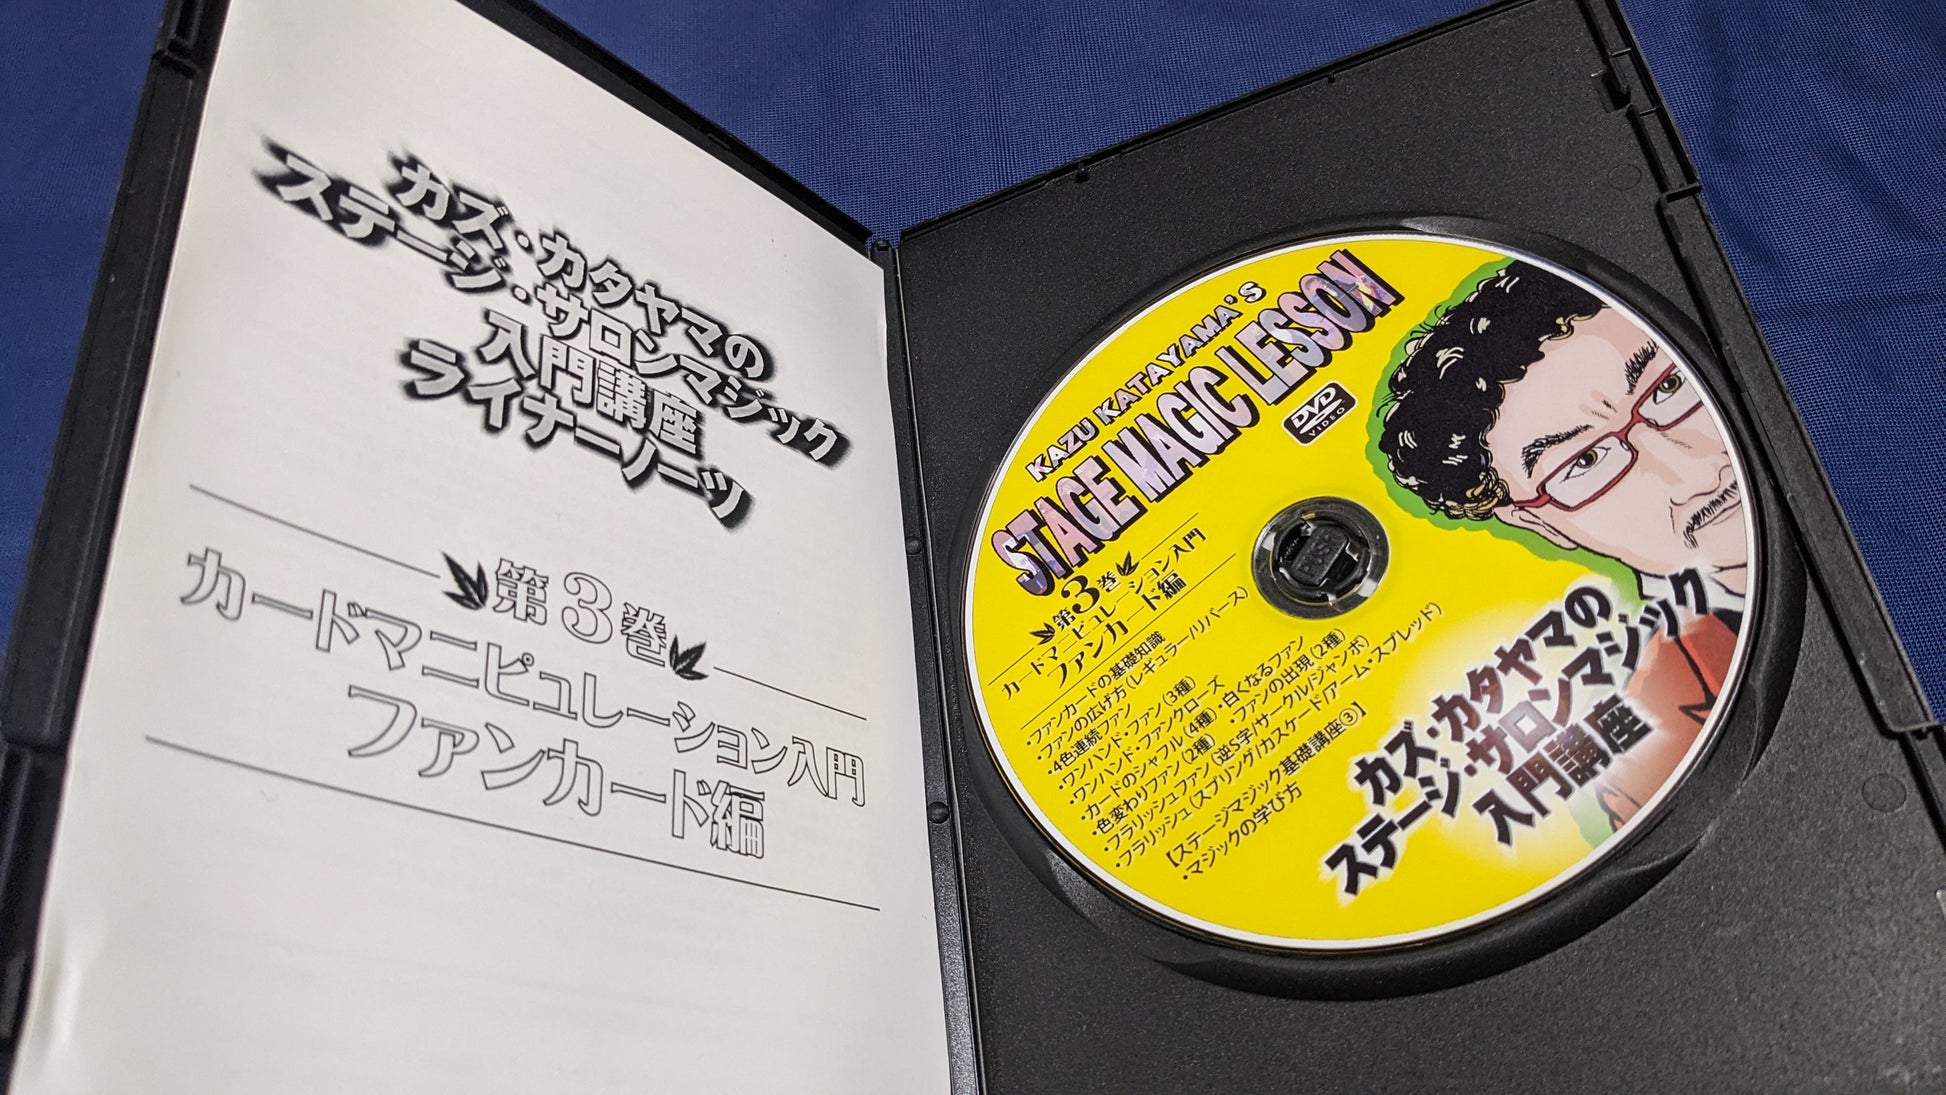 カズ・カタヤマの
ステージ・サロンマジック
入門講座
ライナーノーツ
第3巻
カードマニピュレーション入門
ファンカード編
KAZU KATAYAMA'S
STAGE MAGIC LESSON
DVD
VIDEO
第3巻
カードマニピュレーション入門
ファンカード編
・ファンカードの基礎知識
・ファンの広げ方(レギュラー/リバース)
・4色連続ファン
・ワンハンド・ファン(3種)
・ワンハンド・ファンクローズ
・カードのシャッフル(4種)・白くなるファン
・色変わりファン(2種)・ファンの出現(2種)
・フラリッシュファン(逆S字/サークル/ジャンボ)
・フラリッシュ(スプリング/カスケード/アーム・スプレッド)
【ステージマジック基礎講座③】
・マジックの学び方
PUSH
カズ・カタヤマの
ステージ・サロンマジック
入門講座